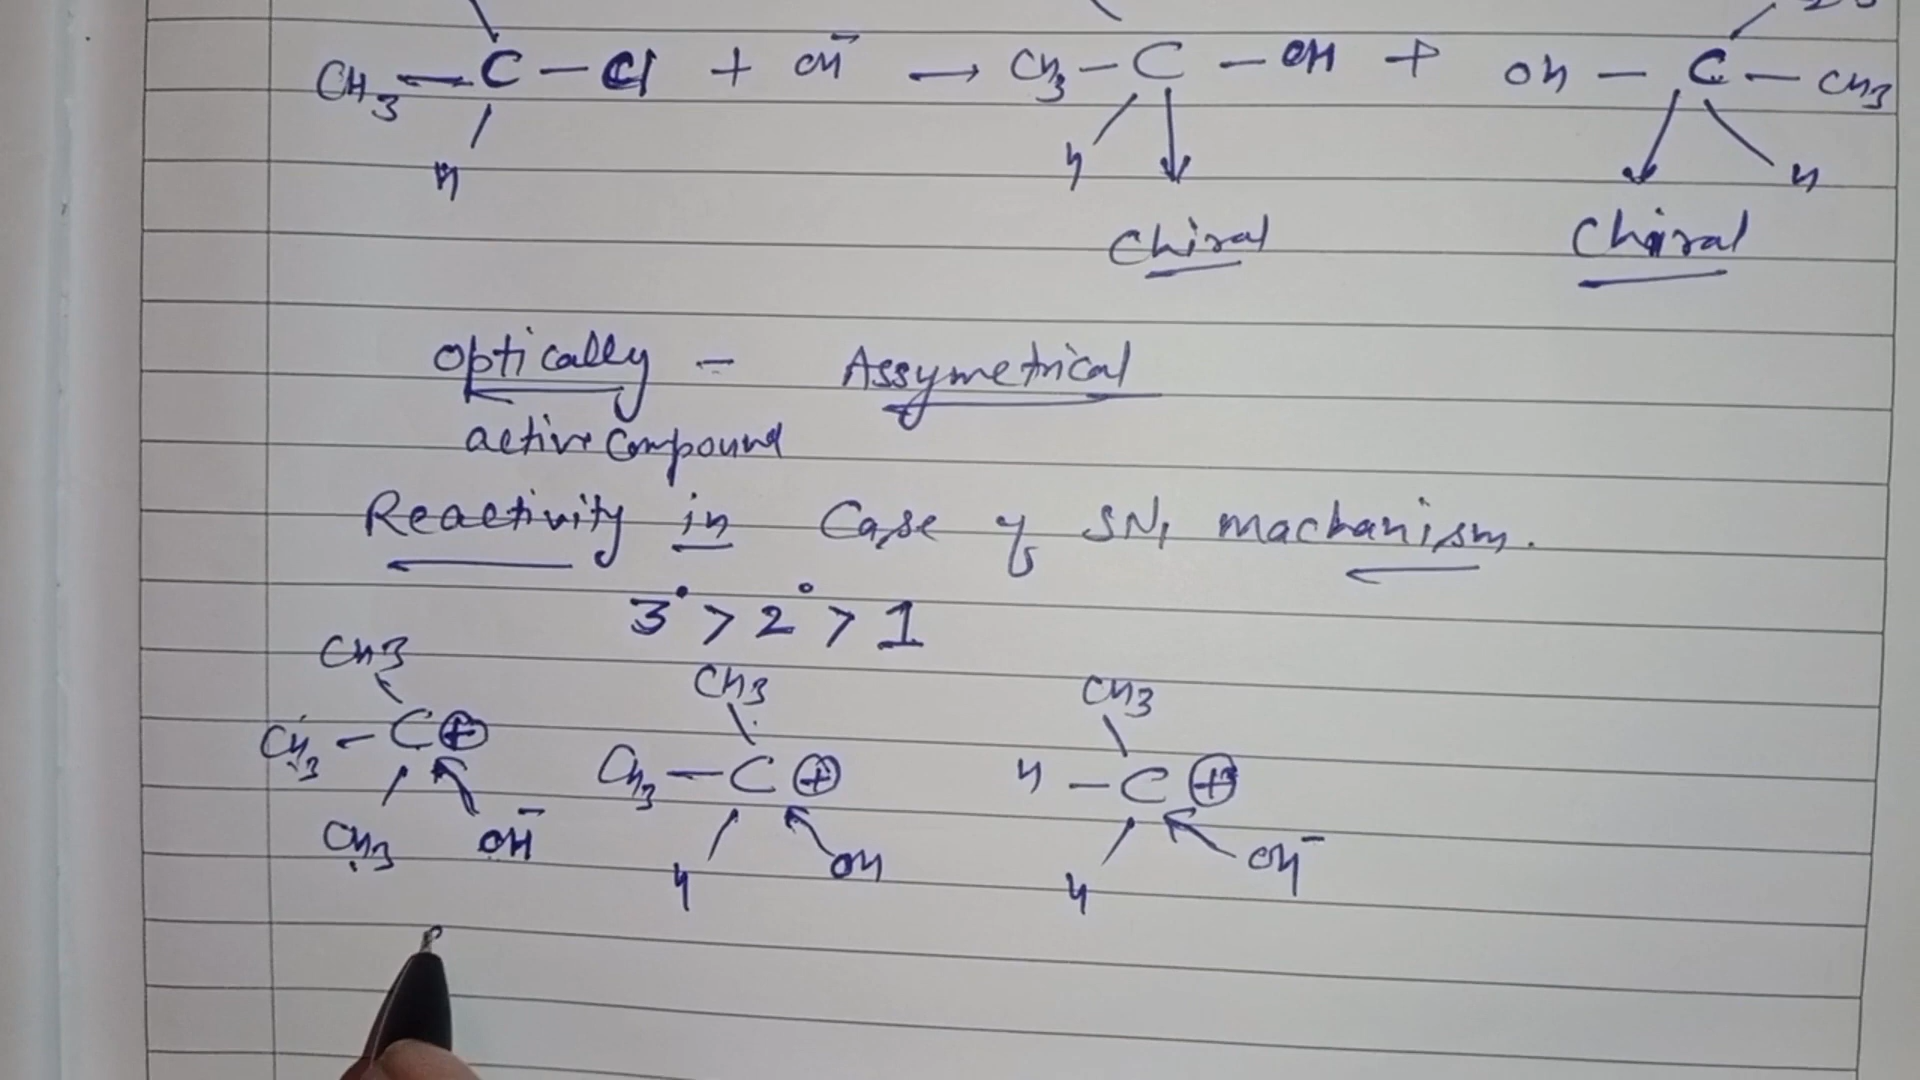 CH3 — C — Cl + OH⁻ → CH3 — C — OH + OH — C — CH3
H H H
Chiral Chiral
Optically - Assymetrical
active Compound
Reactivity in Case of SN1 machanism.
3° > 2° > 1
CH3 CH3 CH3
CH3 — C⊕ CH3 — C ⊕ H — C ⊕
CH3 OH⁻ H OH H OH⁻